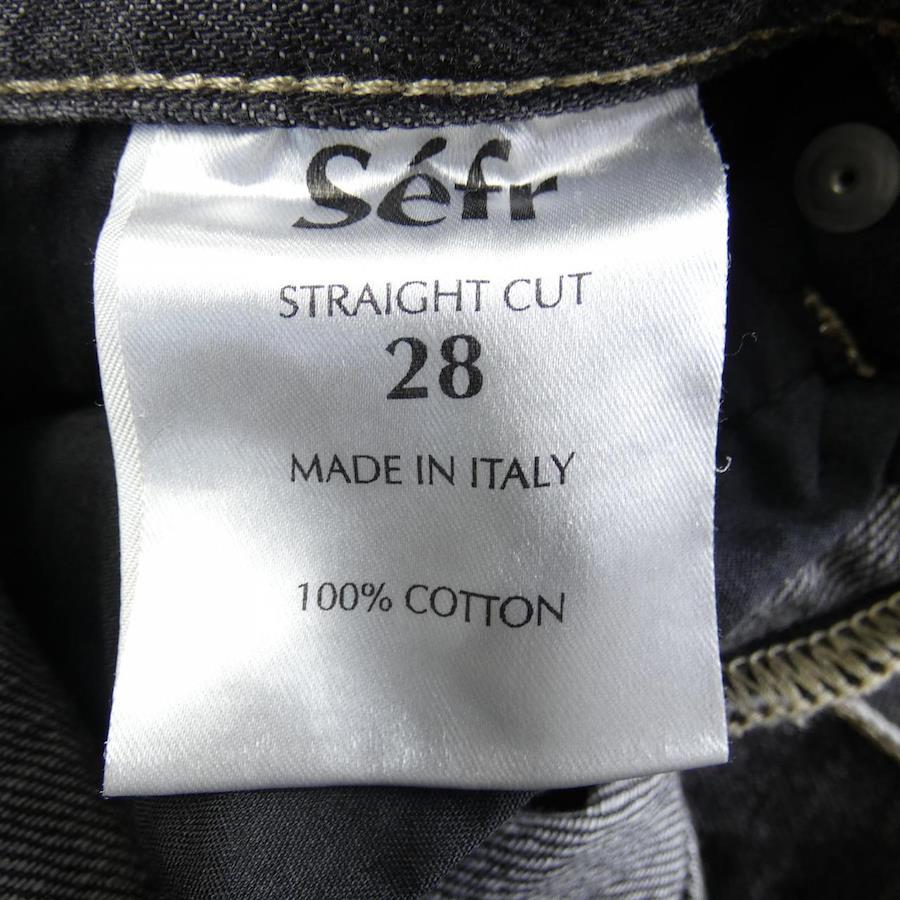 Séfr
STRAIGHT CUT
28
MADE IN ITALY
100% COTTON